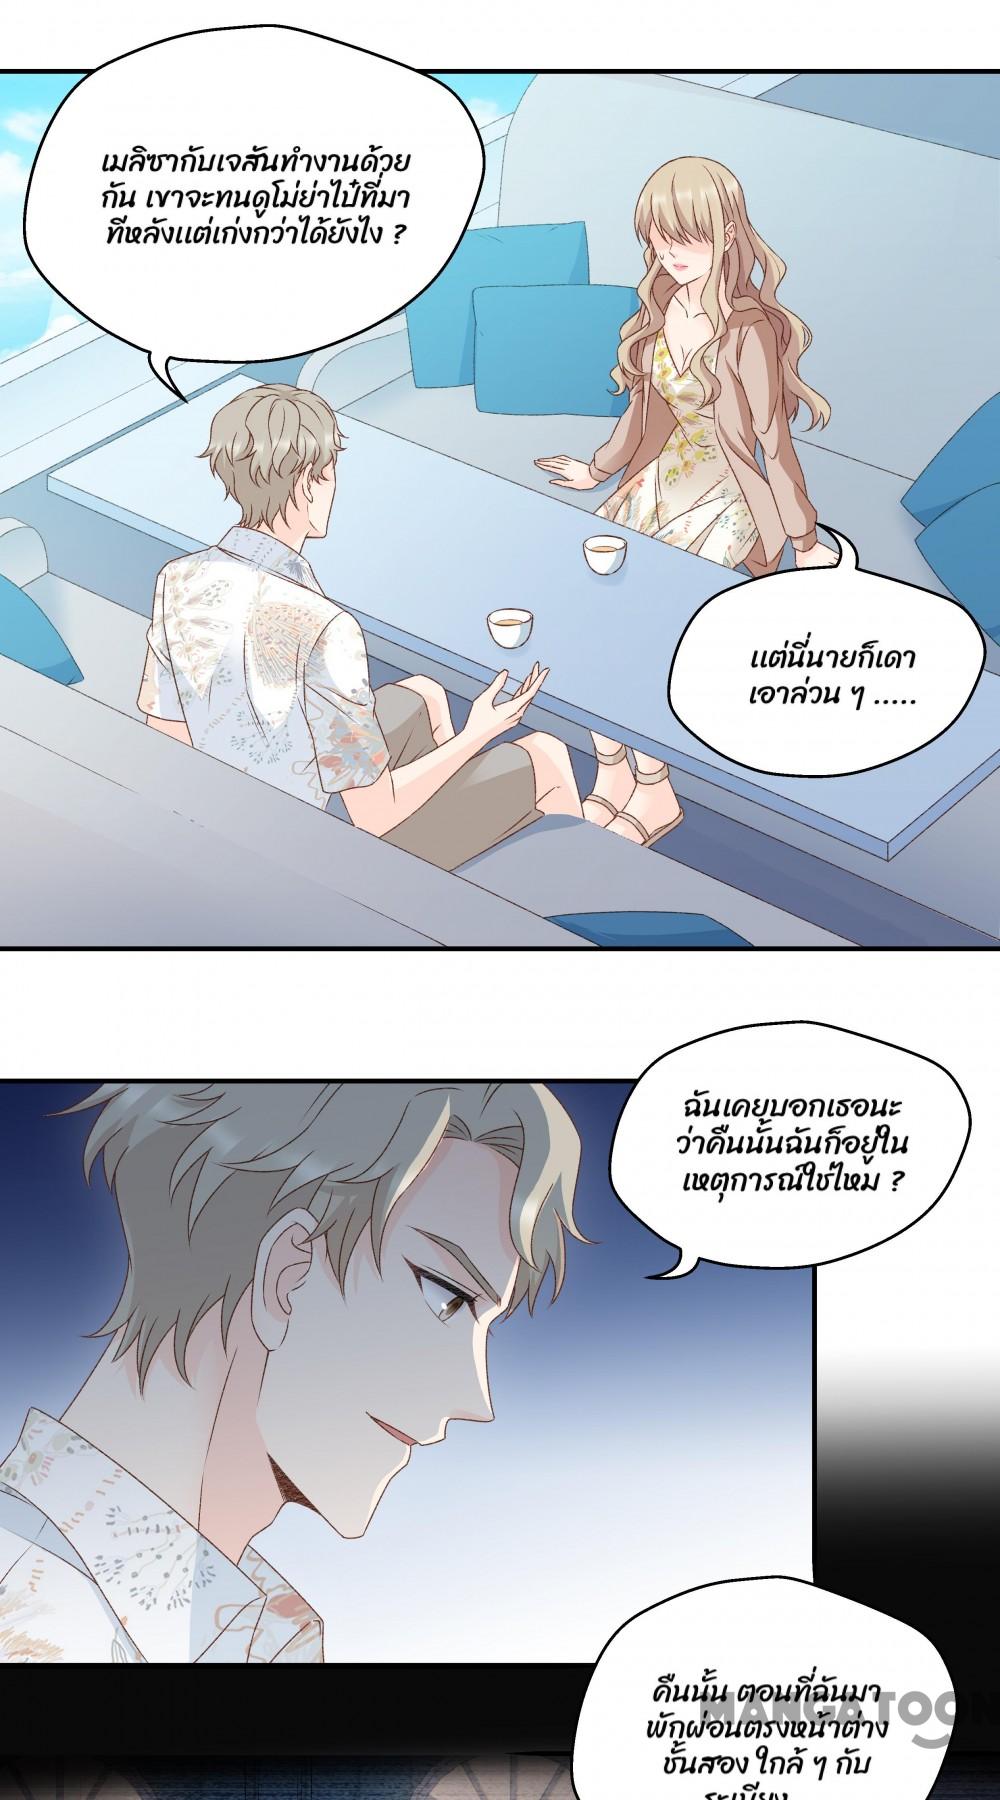 เมลิซากับเจสันทำงานด้วย
กัน เขาจะทนดูโม่ย่าไป๋ที่มา
ทีหลังแต่เก่งกว่าได้ยังไง ?
แต่นี่นายก็เดา
เอาล่วน ๆ .....
ฉันเคยบอกเธอนะ
ว่าคืนนั้นฉันก็อยู่ใน
เหตุการณ์ใช่ไหม ?
คืนนั้น ตอนที่ฉันมา
พักผ่อนตรงหน้าต่าง
ชั้นสอง ใกล้ ๆ กับ
ระเบียง
MANGATOON